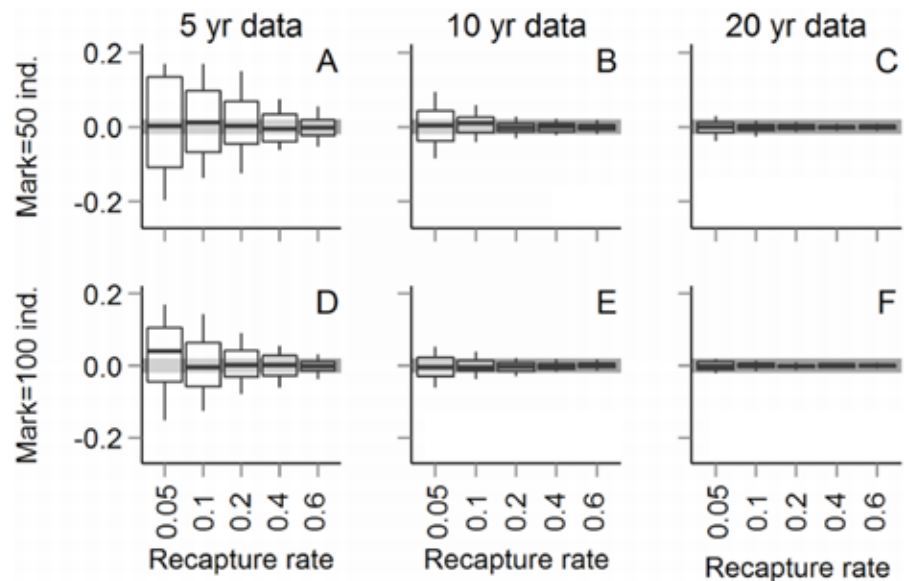 5 yr data
10 yr data
20 yr data
Mark=50 ind.
0.2
0.0
-0.2
A
B
C
Mark=100 ind.
0.2
0.0
-0.2
D
E
F
0.05
0.1
0.2
0.4
0.6
0.05
0.1
0.2
0.4
0.6
0.05
0.1
0.2
0.4
0.6
Recapture rate
Recapture rate
Recapture rate